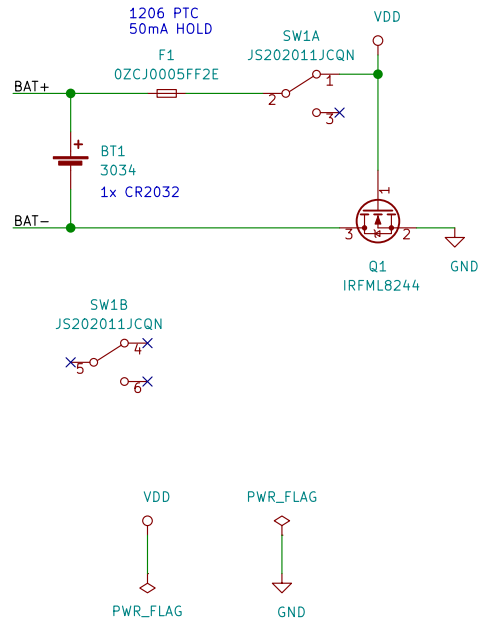 1206 PTC
50mA HOLD
F1
0ZCJ0005FF2E
SW1A
JS202011JCQN
VDD
BAT+
2
1
3
+
BT1
3034
1x CR2032
1
BAT−
3
2
Q1
IRFML8244
GND
SW1B
JS202011JCQN
4
5
6
VDD
PWR_FLAG
PWR_FLAG
GND